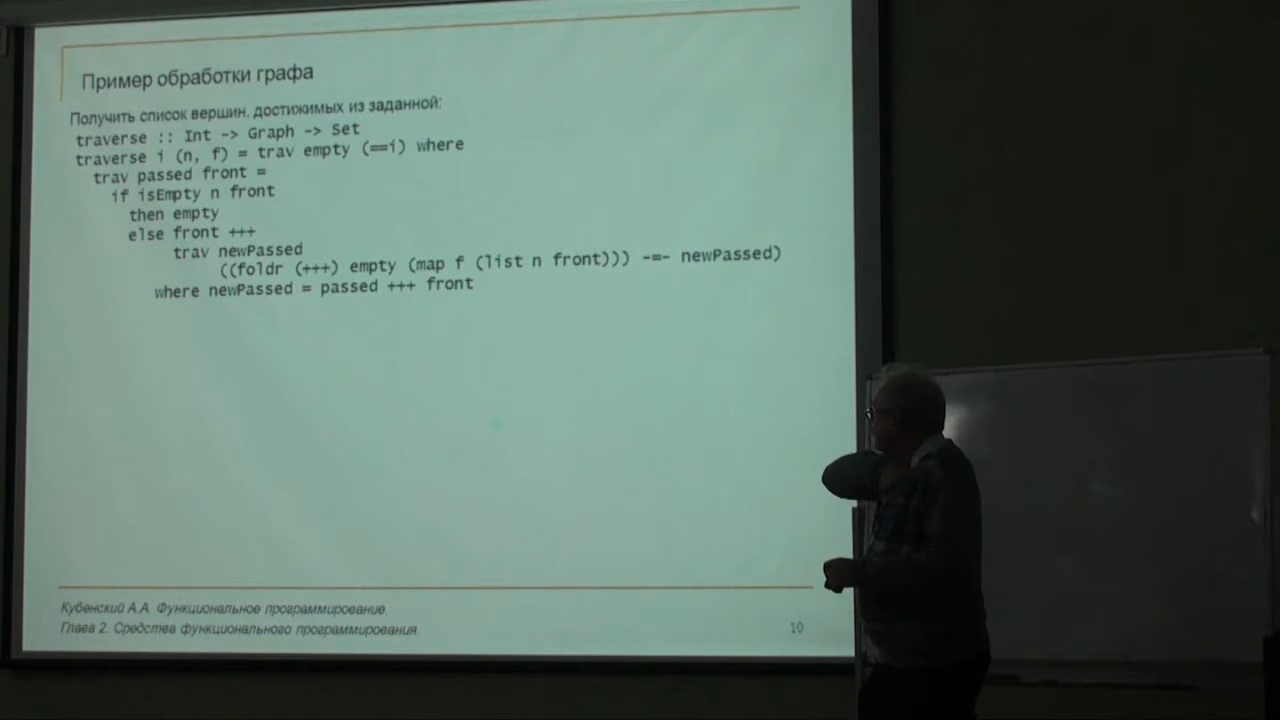 Пример обработки графа
Получить список вершин, достижимых из заданной:
traverse :: Int -> Graph -> Set
traverse i (n, f) = trav empty (==i) where
trav passed front =
if isEmpty n front
then empty
else front +++
trav newPassed
((foldr (+++) empty (map f (list n front))) -=- newPassed)
where newPassed = passed +++ front
Кубенский А.А. Функциональное программирование.
Глава 2. Средства функционального программирования.
10